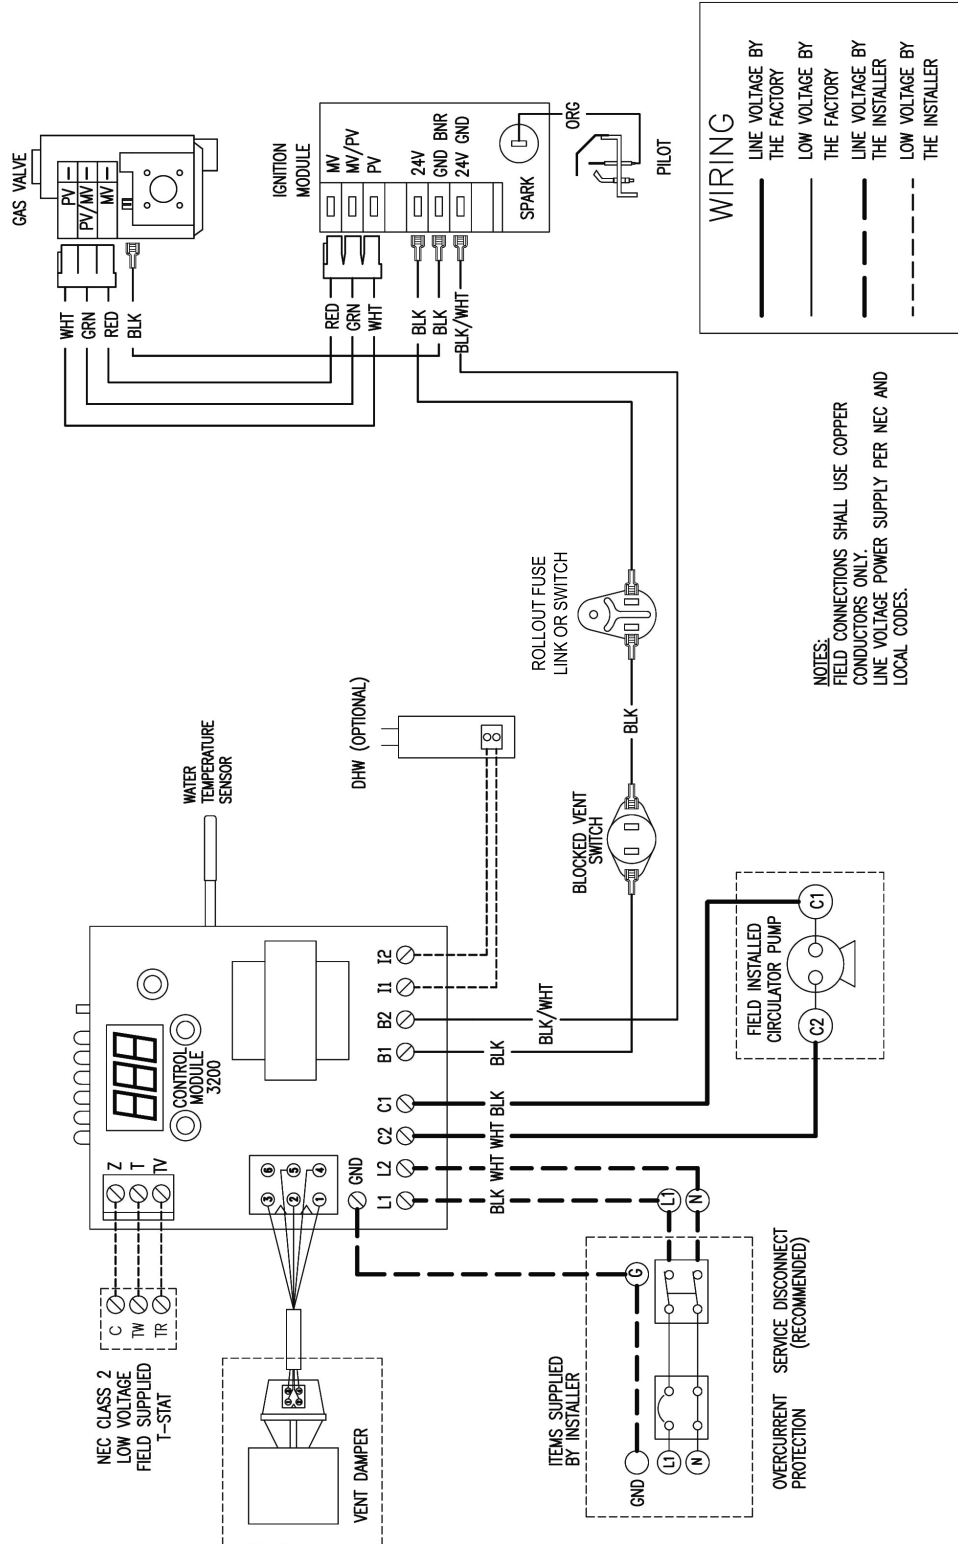 GAS VALVE
PV
PV/MV
MV
WHT
GRN
RED
BLK
IGNITION
MODULE
MV
MV/PV
PV
24V
GND BNR
24V GND
SPARK
ORG
PILOT
RED
GRN
WHT
BLK
BLK
BLK/WHT
WIRING
LINE VOLTAGE BY
THE FACTORY
LOW VOLTAGE BY
THE FACTORY
LINE VOLTAGE BY
THE INSTALLER
LOW VOLTAGE BY
THE INSTALLER
ROLLOUT FUSE
LINK OR SWITCH
NOTES:
FIELD CONNECTIONS SHALL USE COPPER
CONDUCTORS ONLY.
LINE VOLTAGE POWER SUPPLY PER NEC AND
LOCAL CODES.
WATER
TEMPERATURE
SENSOR
DHW (OPTIONAL)
BLK
BLOCKED VENT
SWITCH
888
CONTROL
MODULE
3200
Z
T
TV
C
TW
TR
NEC CLASS 2
LOW VOLTAGE
FIELD SUPPLIED
T-STAT
3
6
2
5
1
4
GND
L1
L2
C2
C1
B1
B2
I1
I2
BLK
WHT
WHT
BLK
BLK
BLK/WHT
FIELD INSTALLED
CIRCULATOR PUMP
C1
C2
VENT DAMPER
ITEMS SUPPLIED
BY INSTALLER
GND
G
L1
N
L1
N
SERVICE DISCONNECT
(RECOMMENDED)
OVERCURRENT
PROTECTION